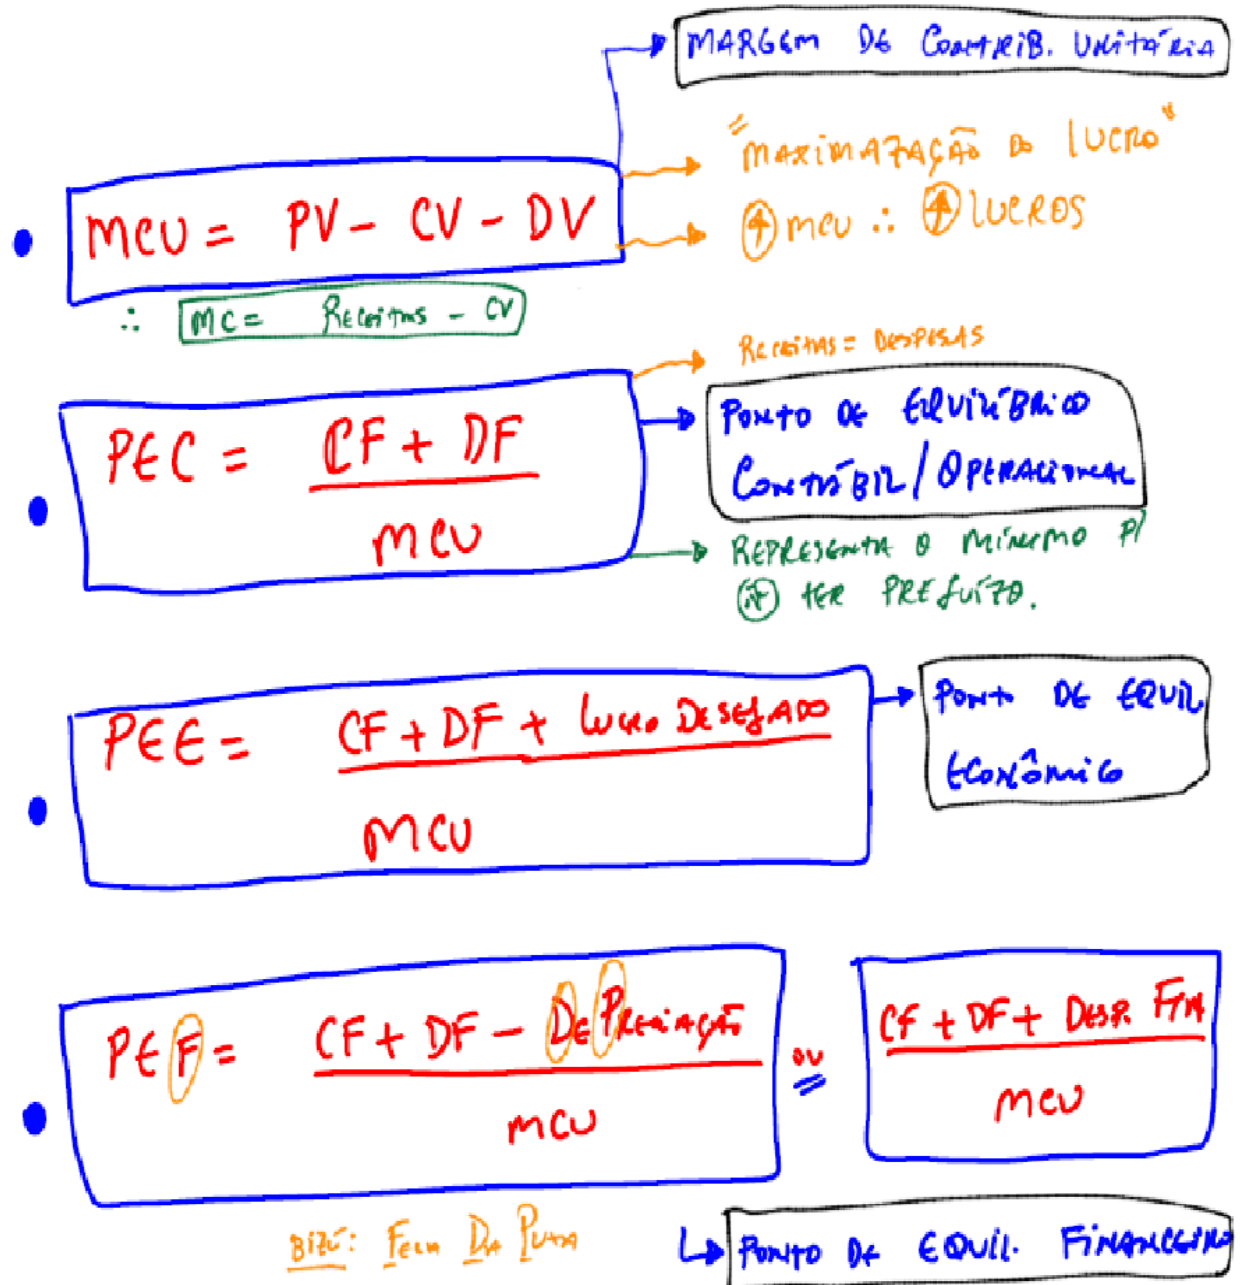 MARGEM DE CONTRIB. UNITÁRIA
"MAXIMAZAÇÃO DO LUCRO"
MCU = PV - CV - DV
↑ MCU ∴ ↑ LUCROS
∴ MC = RECEITAS - CV
RECEITAS = DESPESAS
PEC = CF + DF
MCU
PONTO DE EQUILÍBRIO
CONTÁBIL / OPERACIONAL
REPRESENTA O MÍNIMO P/
TER PREJUÍZO.
PEE = CF + DF + LUCRO DESEJADO
MCU
PONTO DE EQUIL
ECONÔMICO
PEF = CF + DF - DEPRECIAÇÃO
MCU
OU
CF + DF + DESP. FIN
MCU
BIZÚ: DA PUTA
PONTO DE EQUIL. FINANCEIRO